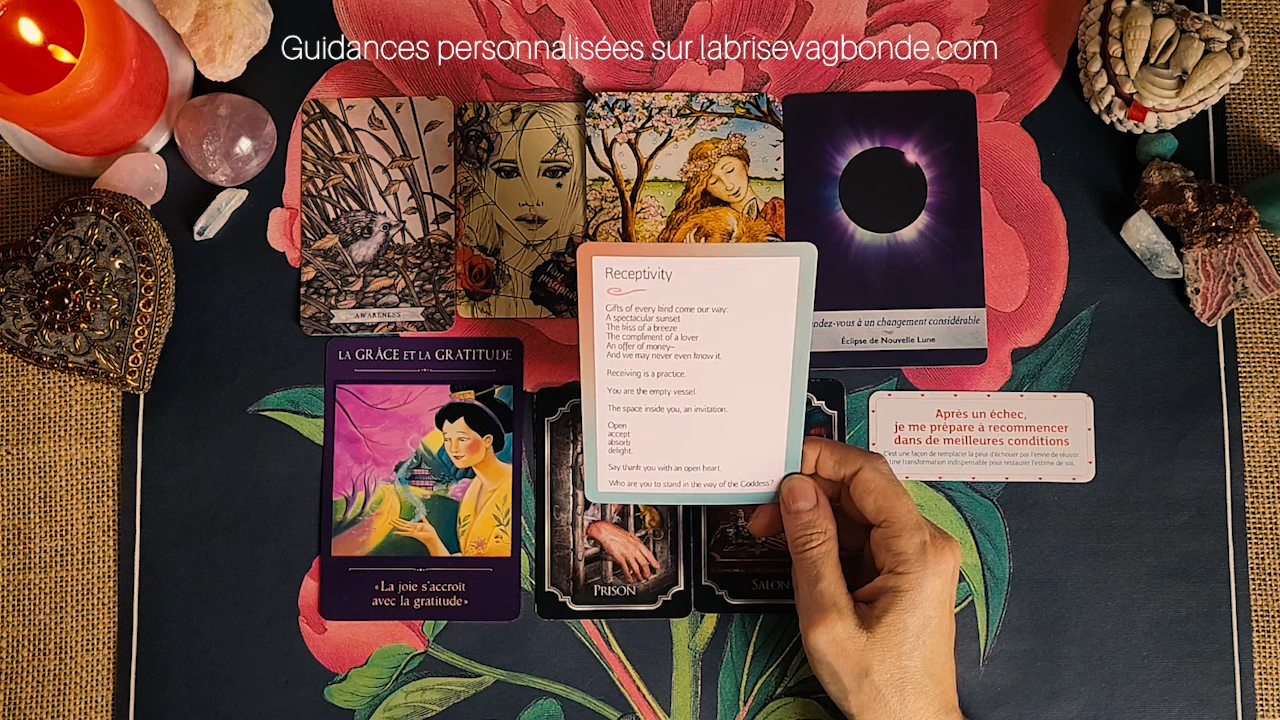 Guidances personnalisées sur labrisevagbonde.com
AWARENESS
ndez-vous à un changement considérable
Éclipse de Nouvelle Lune
Receptivity
Gifts of every kind come our way:
A spectacular sunset
The kiss of a breeze
The compliment of a lover
An offer of money–
And we may never even know it.
Receiving is a practice.
You are the empty vessel.
The space inside you, an invitation.
Open
accept
absorb
delight.
Say thank you with an open heart.
Who are you to stand in the way of the Goddess?
LA GRÂCE ET LA GRATITUDE
«La joie s'accroît
avec la gratitude»
PRISON
SALON
Après un échec,
je me prépare à recommencer
dans de meilleures conditions
C'est une façon de remplacer la peur d'échouer par l'envie de réussir.
Une transformation indispensable pour restaurer l'estime de soi.